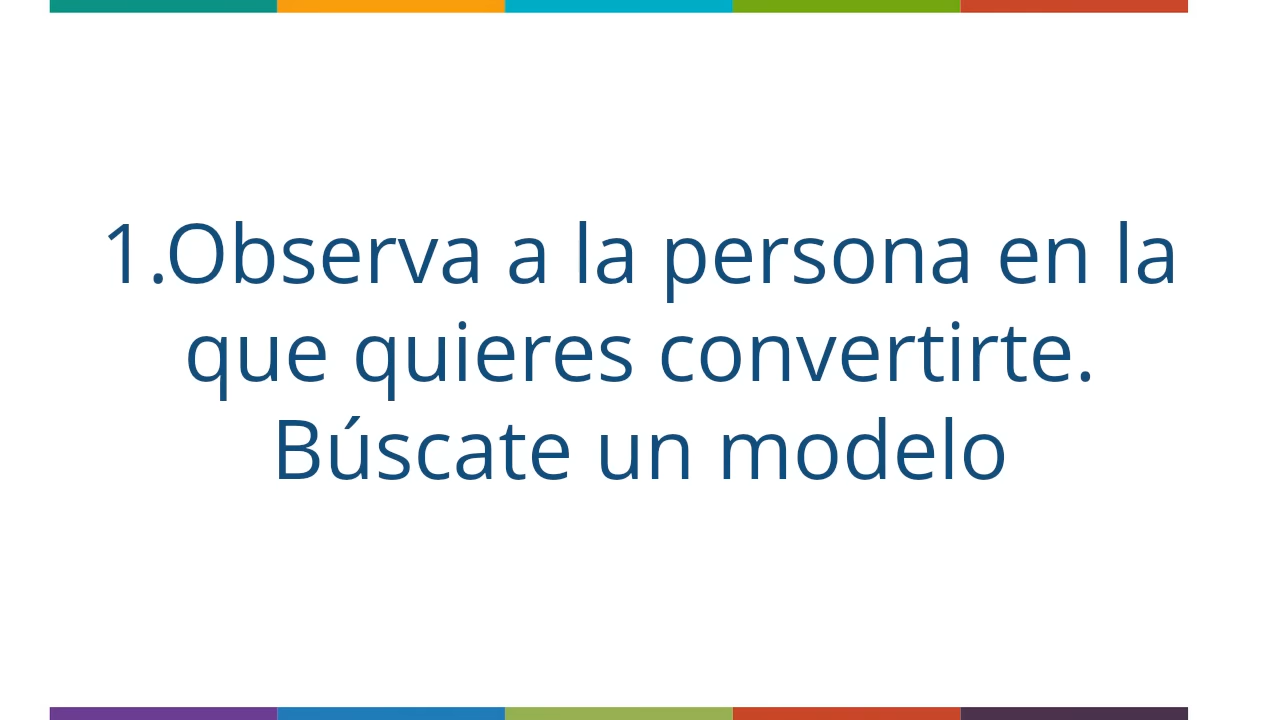 1.Observa a la persona en la
que quieres convertirte.
Búscate un modelo